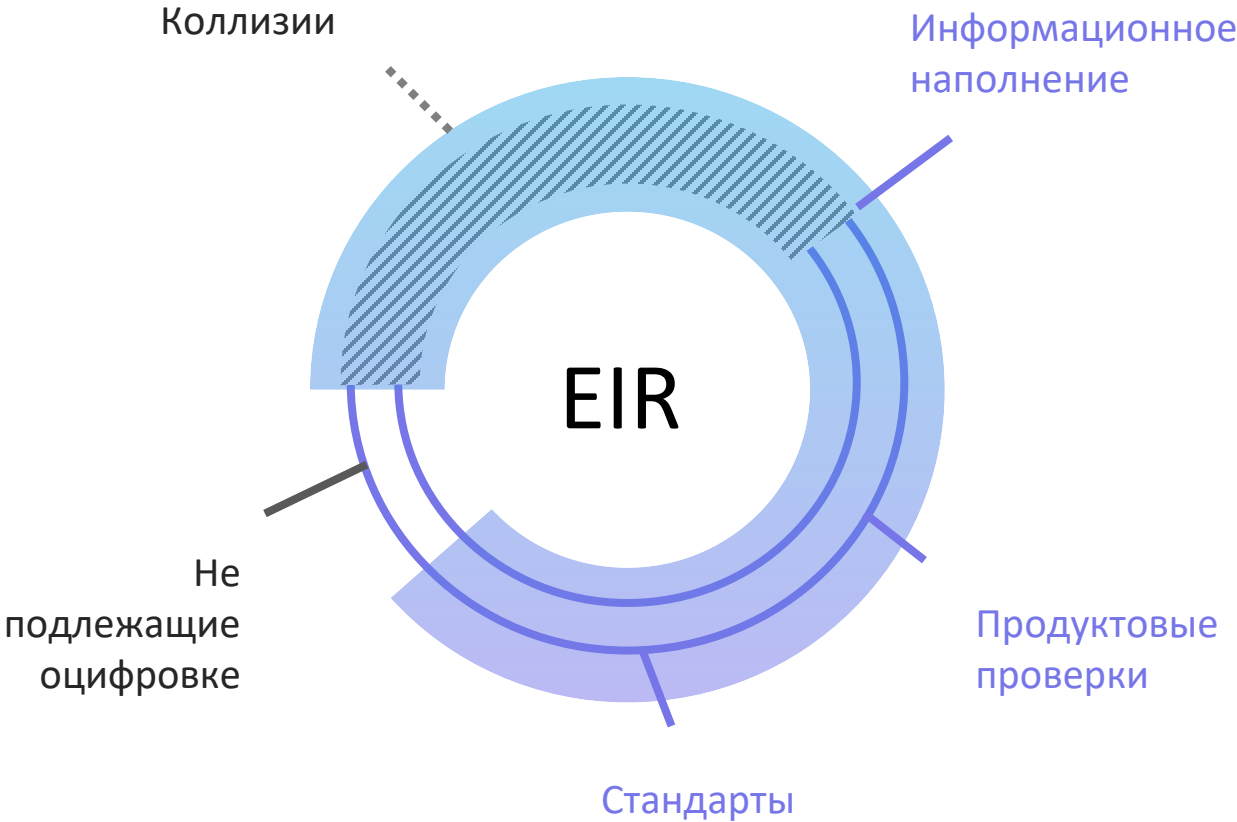 Коллизии
Информационное
наполнение
EIR
Не
подлежащие
оцифровке
Продуктовые
проверки
Стандарты